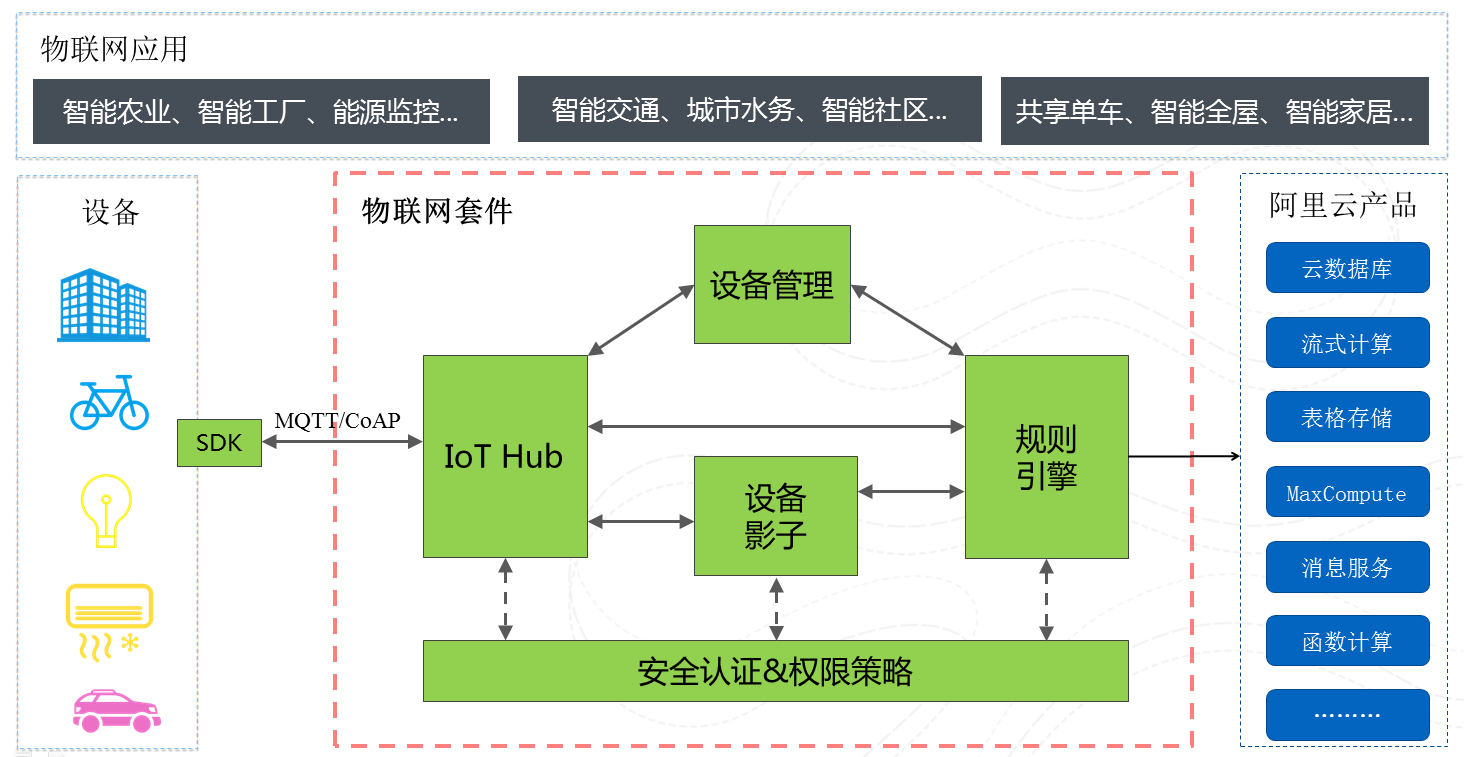 物联网应用
智能农业、智能工厂、能源监控...
智能交通、城市水务、智能社区...
共享单车、智能全屋、智能家居...
设备
SDK
MQTT/CoAP
物联网套件
设备管理
IoT Hub
设备
影子
规则
引擎
安全认证&权限策略
阿里云产品
云数据库
流式计算
表格存储
MaxCompute
消息服务
函数计算
………